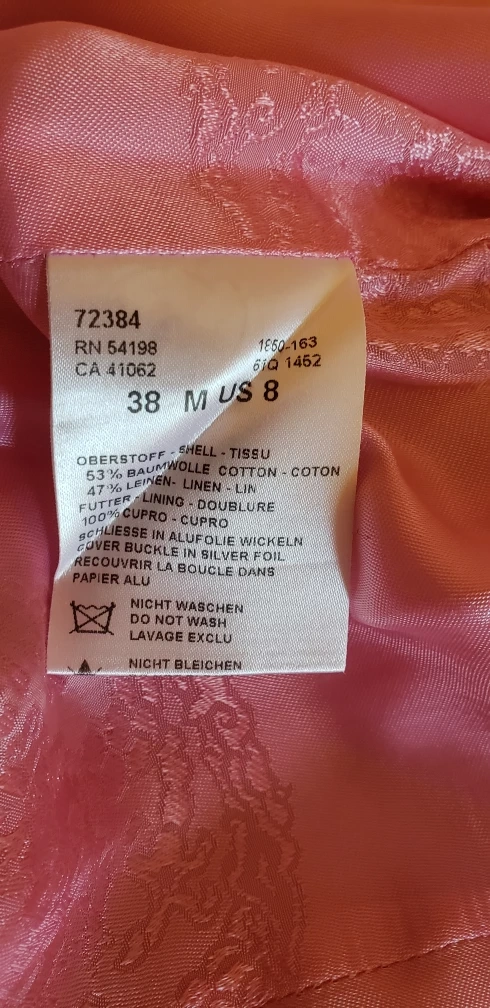 72384
RN 54198 1850-163
CA 41062 61Q 1452
38 M US 8
OBERSTOFF - SHELL - TISSU
53% BAUMWOLLE COTTON - COTON
47% LEINEN- LINEN - LIN
FUTTER - LINING - DOUBLURE
100% CUPRO - CUPRO
SCHLIESSE IN ALUFOLIE WICKELN
COVER BUCKLE IN SILVER FOIL
RECOUVRIR LA BOUCLE DANS
PAPIER ALU
NICHT WASCHEN
DO NOT WASH
LAVAGE EXCLU
NICHT BLEICHEN